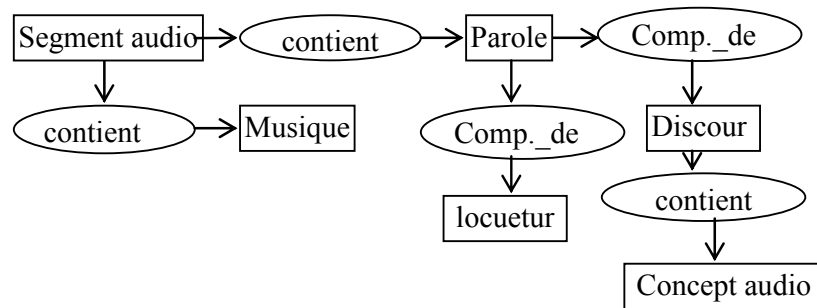 Segment audio
contient
Parole
Comp._de
contient
Musique
Comp._de
Discour
locuetur
contient
Concept audio